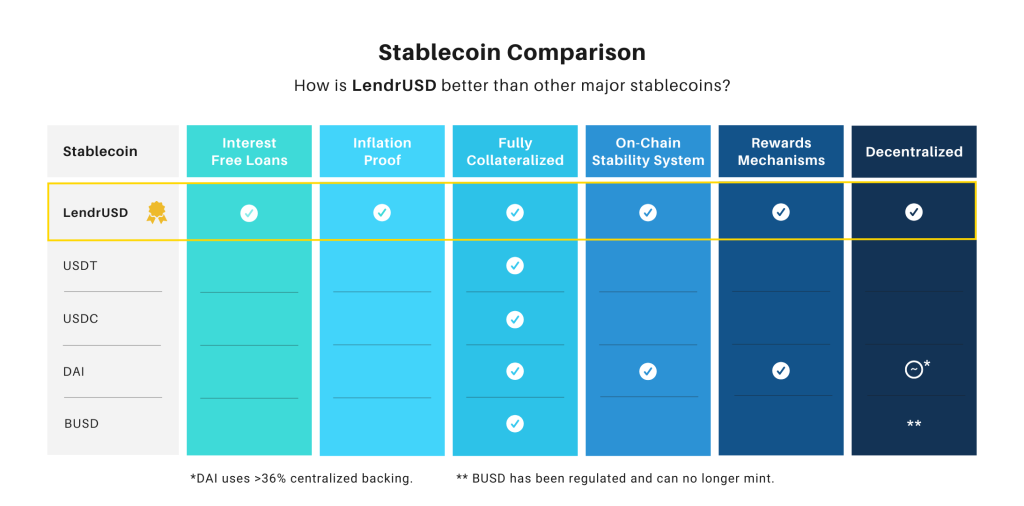 Stablecoin Comparison
How is LendrUSD better than other major stablecoins?
Stablecoin
Interest
Free Loans
Inflation
Proof
Fully
Collateralized
On-Chain
Stability System
Rewards
Mechanisms
Decentralized
LendrUSD
USDT
USDC
DAI
~*
BUSD
**
*DAI uses >36% centralized backing.
** BUSD has been regulated and can no longer mint.